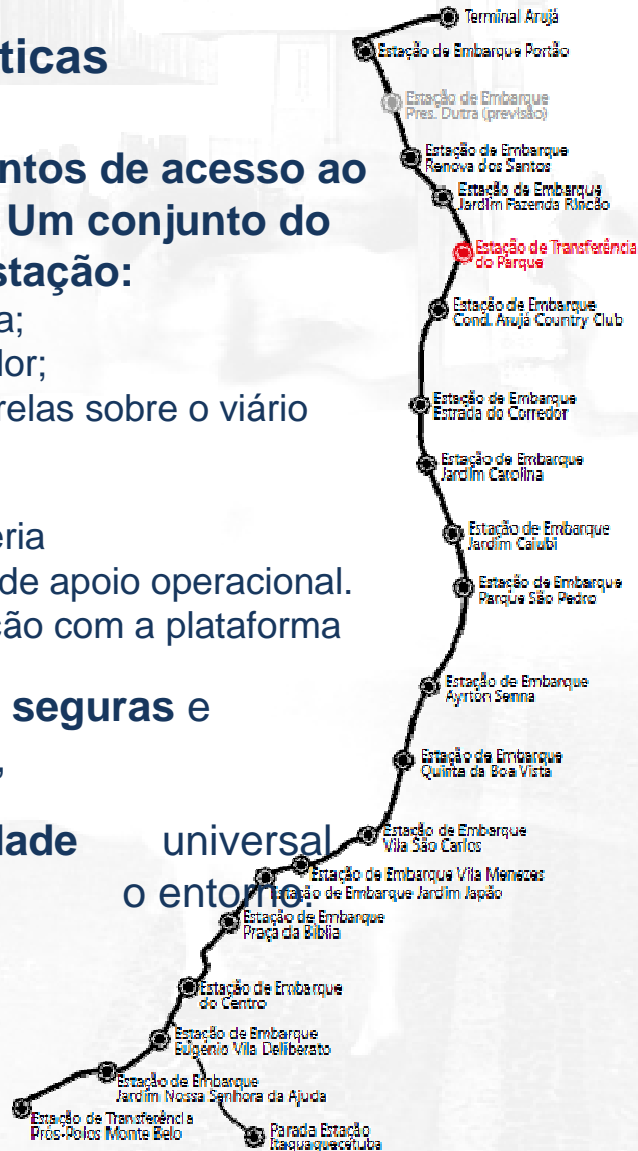 ticas
ntos de acesso ao
Um conjunto do
stação:
a;
dor;
relas sobre o viário
eria
de apoio operacional.
ção com a plataforma
seguras e
,
dade universal
o entorno.
Terminal Arujá
Estação de Embarque Portão
Estação de Embarque
Pres. Dutra (previsão)
Estação de Embarque
Renova dos Santos
Estação de Embarque
Jardim Fazenda Rincão
Estação de Transferência
do Parque
Estação de Embarque
Cond. Arujá Country Club
Estação de Embarque
Estrada do Corredor
Estação de Embarque
Jardim Carolina
Estação de Embarque
Jardim Caiubi
Estação de Embarque
Parque São Pedro
Estação de Embarque
Ayrton Senna
Estação de Embarque
Quinta da Boa Vista
Estação de Embarque
Vila São Carlos
Estação de Embarque Vila Menezes
Estação de Embarque Jardim Japão
Estação de Embarque
Praça da Bíblia
Estação de Embarque
do Centro
Estação de Embarque
Eugênio Vila Deliberato
Estação de Embarque
Jardim Nossa Senhora da Ajuda
Estação de Transferência
Prós-Polos Monte Belo
Parada Estação
Itaquaquecetuba